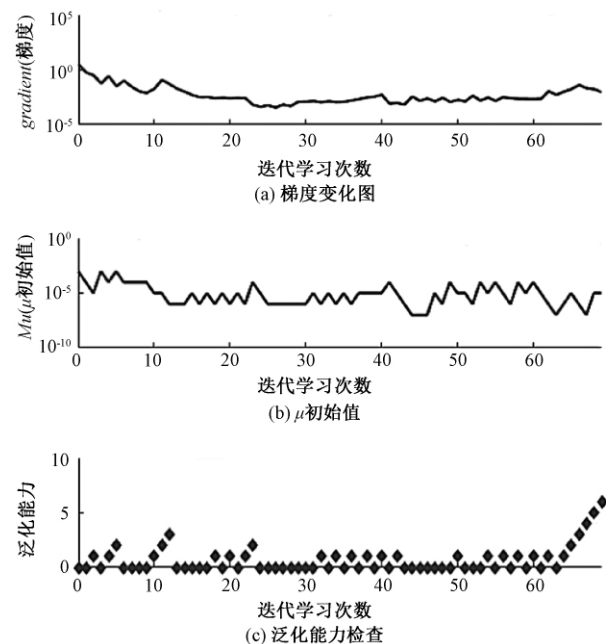 gradient(梯度)
10^5
10^0
10^-5
0 10 20 30 40 50 60
迭代学习次数
(a) 梯度变化图
Mu(μ初始值)
10^0
10^-5
10^-10
0 10 20 30 40 50 60
迭代学习次数
(b) μ初始值
泛化能力
10
5
0
0 10 20 30 40 50 60
迭代学习次数
(c) 泛化能力检查